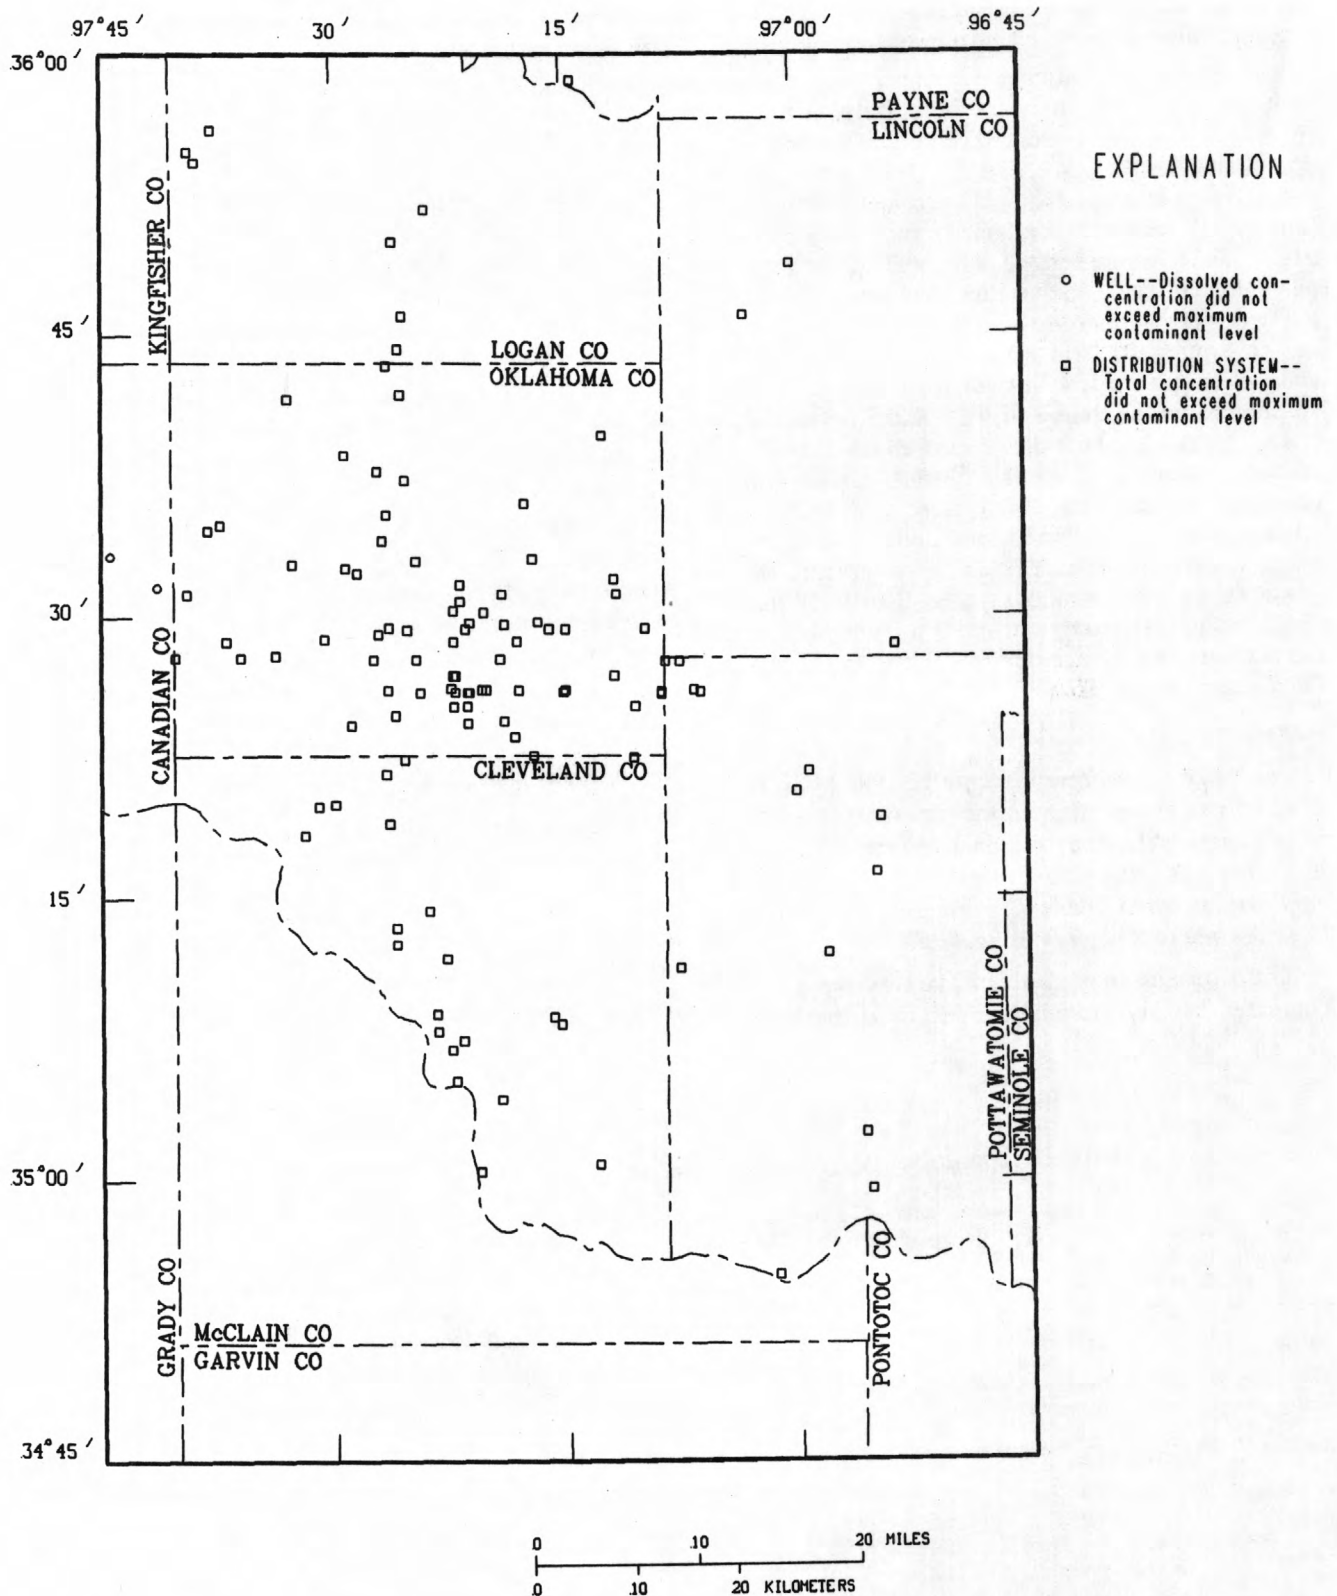 97°45′ 30′ 15′ 97°00′ 96°45′
36°00′
PAYNE CO
LINCOLN CO
EXPLANATION
KINGFISHER CO
WELL--Dissolved con-
centration did not
exceed maximum
contaminant level
45′
LOGAN CO
OKLAHOMA CO
DISTRIBUTION SYSTEM--
Total concentration
did not exceed maximum
contaminant level
30′
CANADIAN CO
CLEVELAND CO
15′
POTTAWATOMIE CO
SEMINOLE CO
35°00′
GRADY CO
McCLAIN CO
GARVIN CO
PONTOTOC CO
34°45′
0 10 20 MILES
0 10 20 KILOMETERS